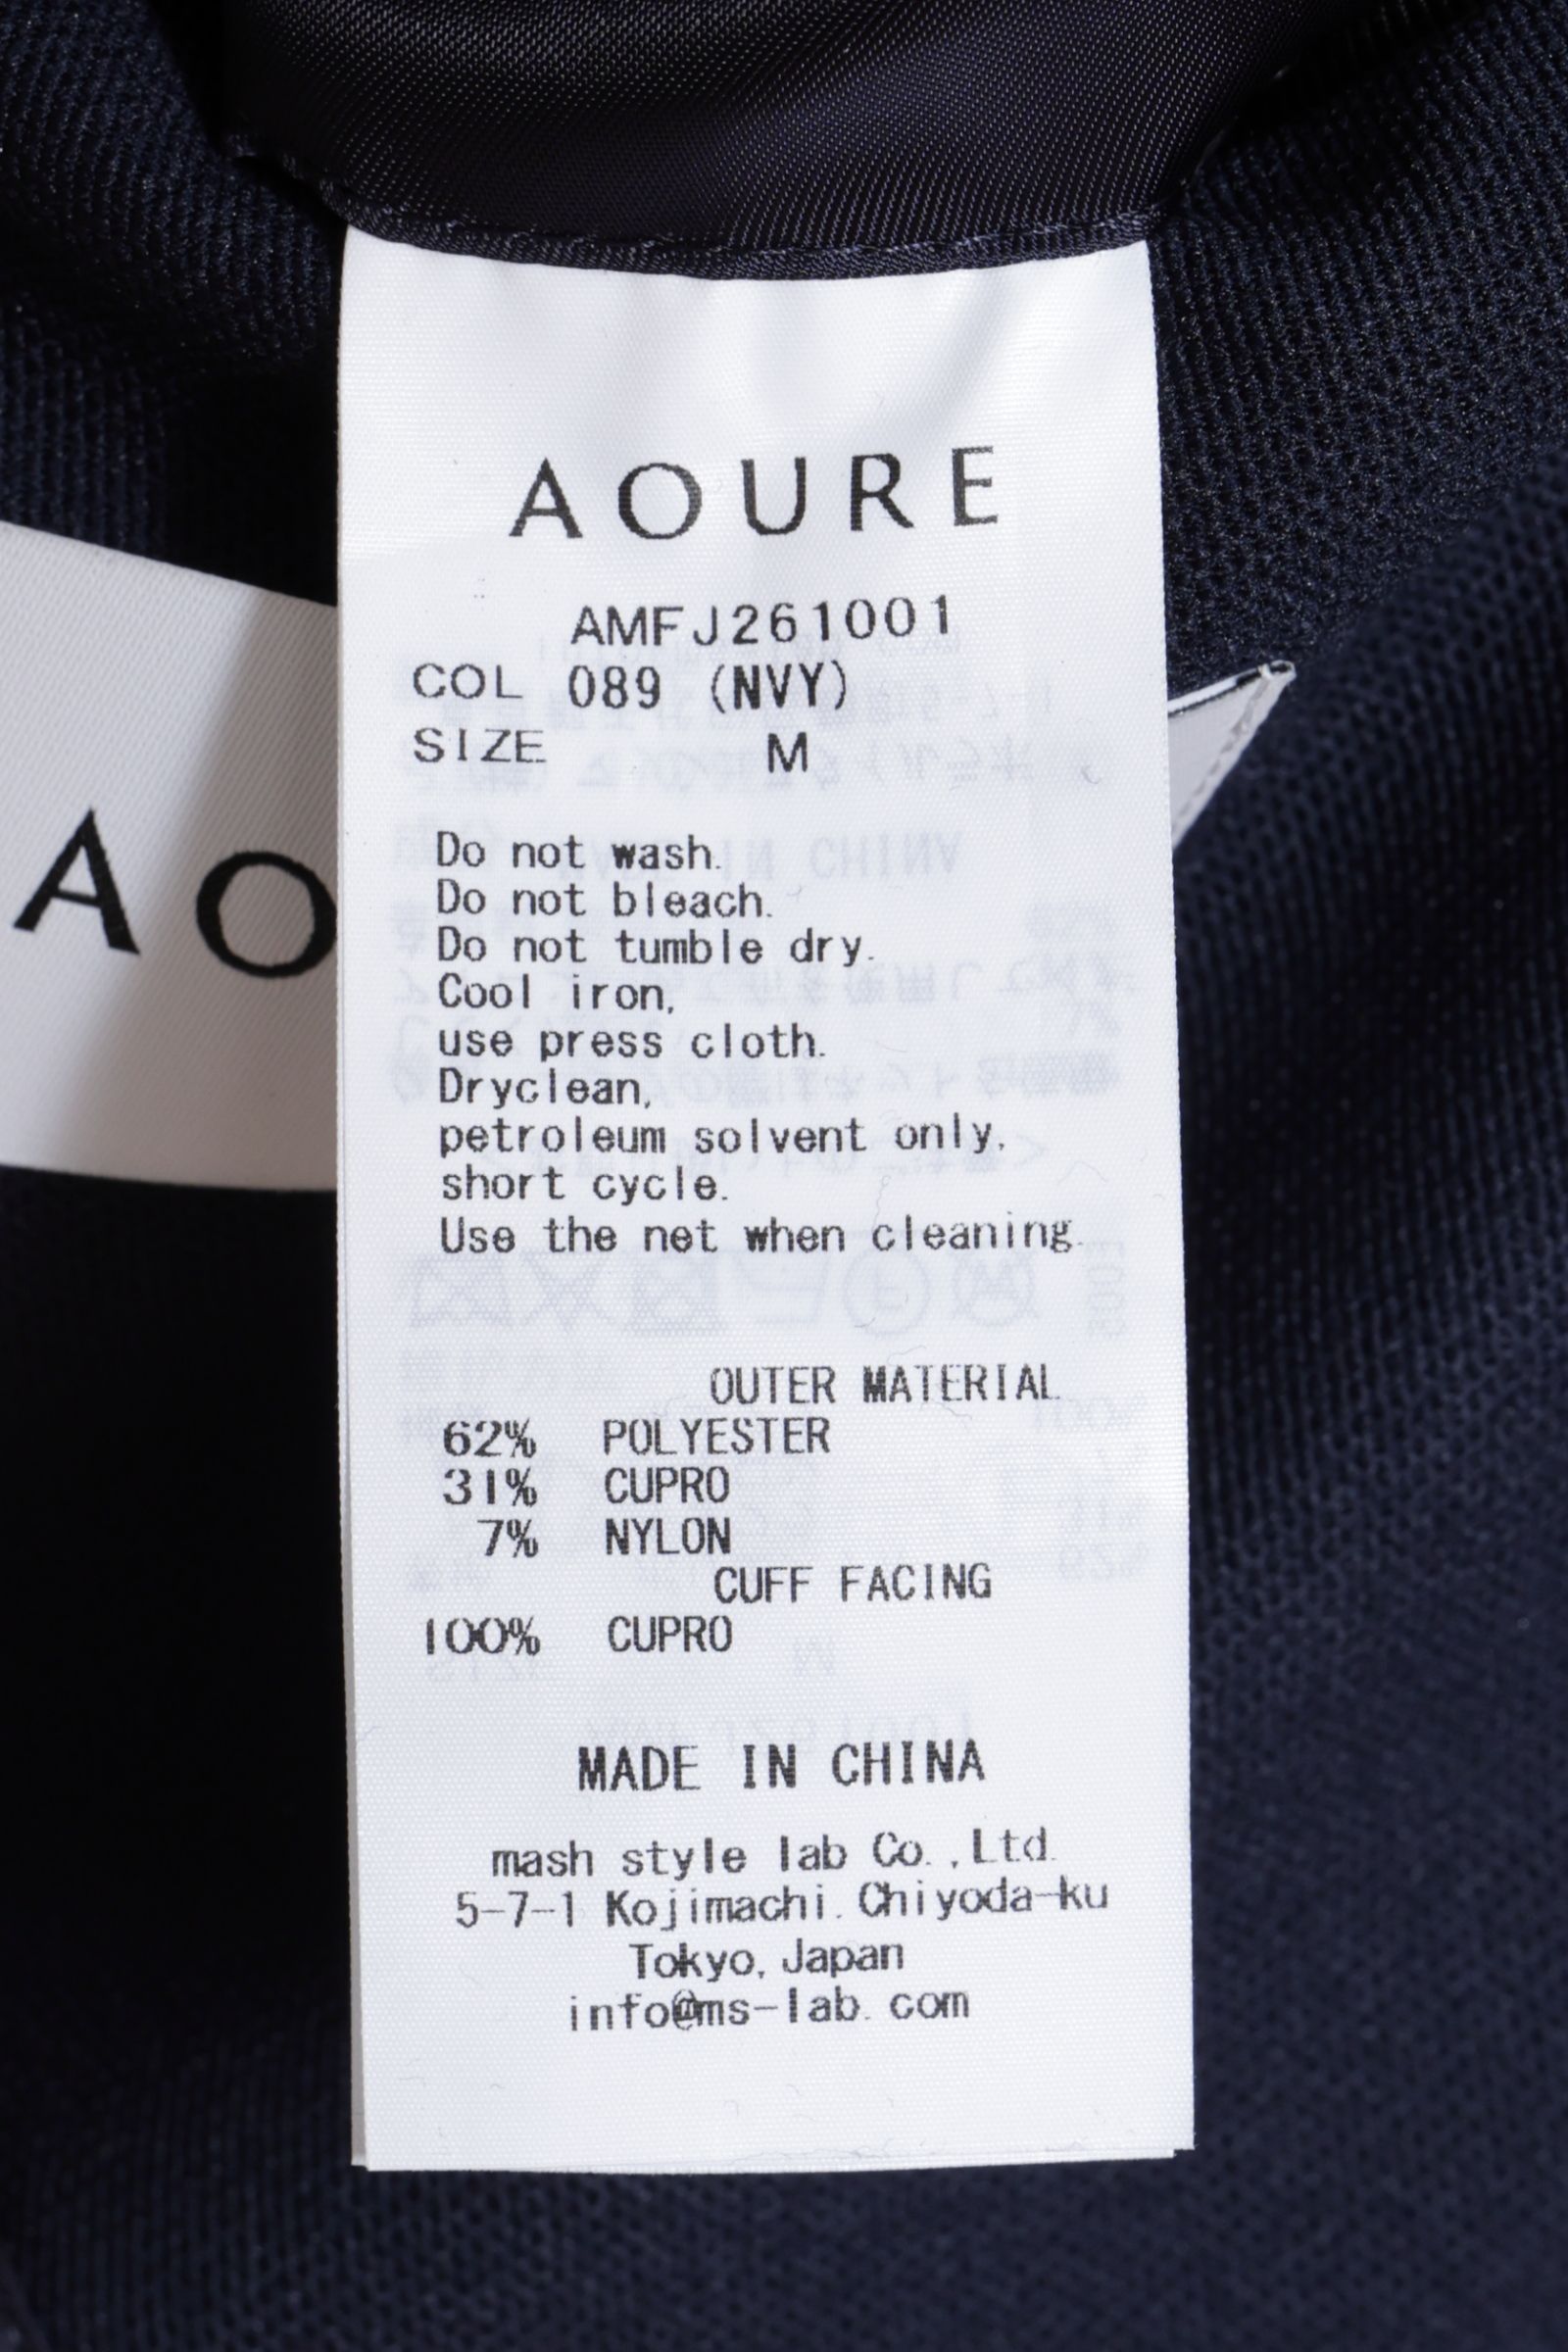 AOURE
AMFJ261001
COL 089 (NVY)
SIZE M
Do not wash.
Do not bleach.
Do not tumble dry.
Cool iron,
use press cloth.
Dryclean,
petroleum solvent only,
short cycle.
Use the net when cleaning.
OUTER MATERIAL
62% POLYESTER
31% CUPRO
7% NYLON
CUFF FACING
100% CUPRO
MADE IN CHINA
mash style lab Co.,Ltd.
5-7-1 Kojimachi.Chiyoda-ku
Tokyo,Japan
info@ms-lab.com
AO